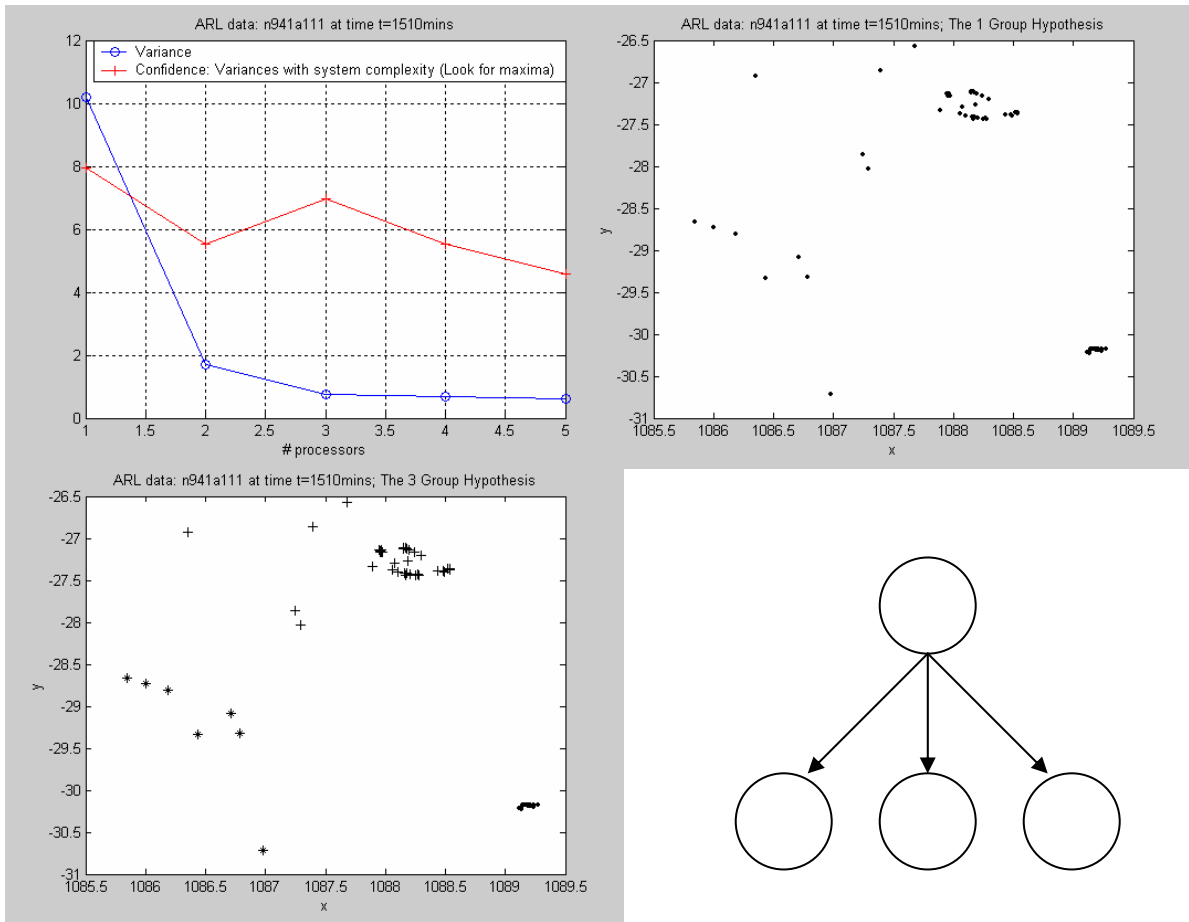 ARL data: n941a111 at time t=1510mins
12
10
8
6
4
2
0
Variance
Confidence: Variances with system complexity (Look for maxima)
1 1.5 2 2.5 3 3.5 4 4.5 5
# processors
ARL data: n941a111 at time t=1510mins; The 1 Group Hypothesis
-26.5
-27
-27.5
-28
-28.5
-29
-29.5
-30
-30.5
-31
y
1085.5 1086 1086.5 1087 1087.5 1088 1088.5 1089 1089.5
x
ARL data: n941a111 at time t=1510mins; The 3 Group Hypothesis
-26.5
-27
-27.5
-28
-28.5
-29
-29.5
-30
-30.5
-31
y
1085.5 1086 1086.5 1087 1087.5 1088 1088.5 1089 1089.5
x